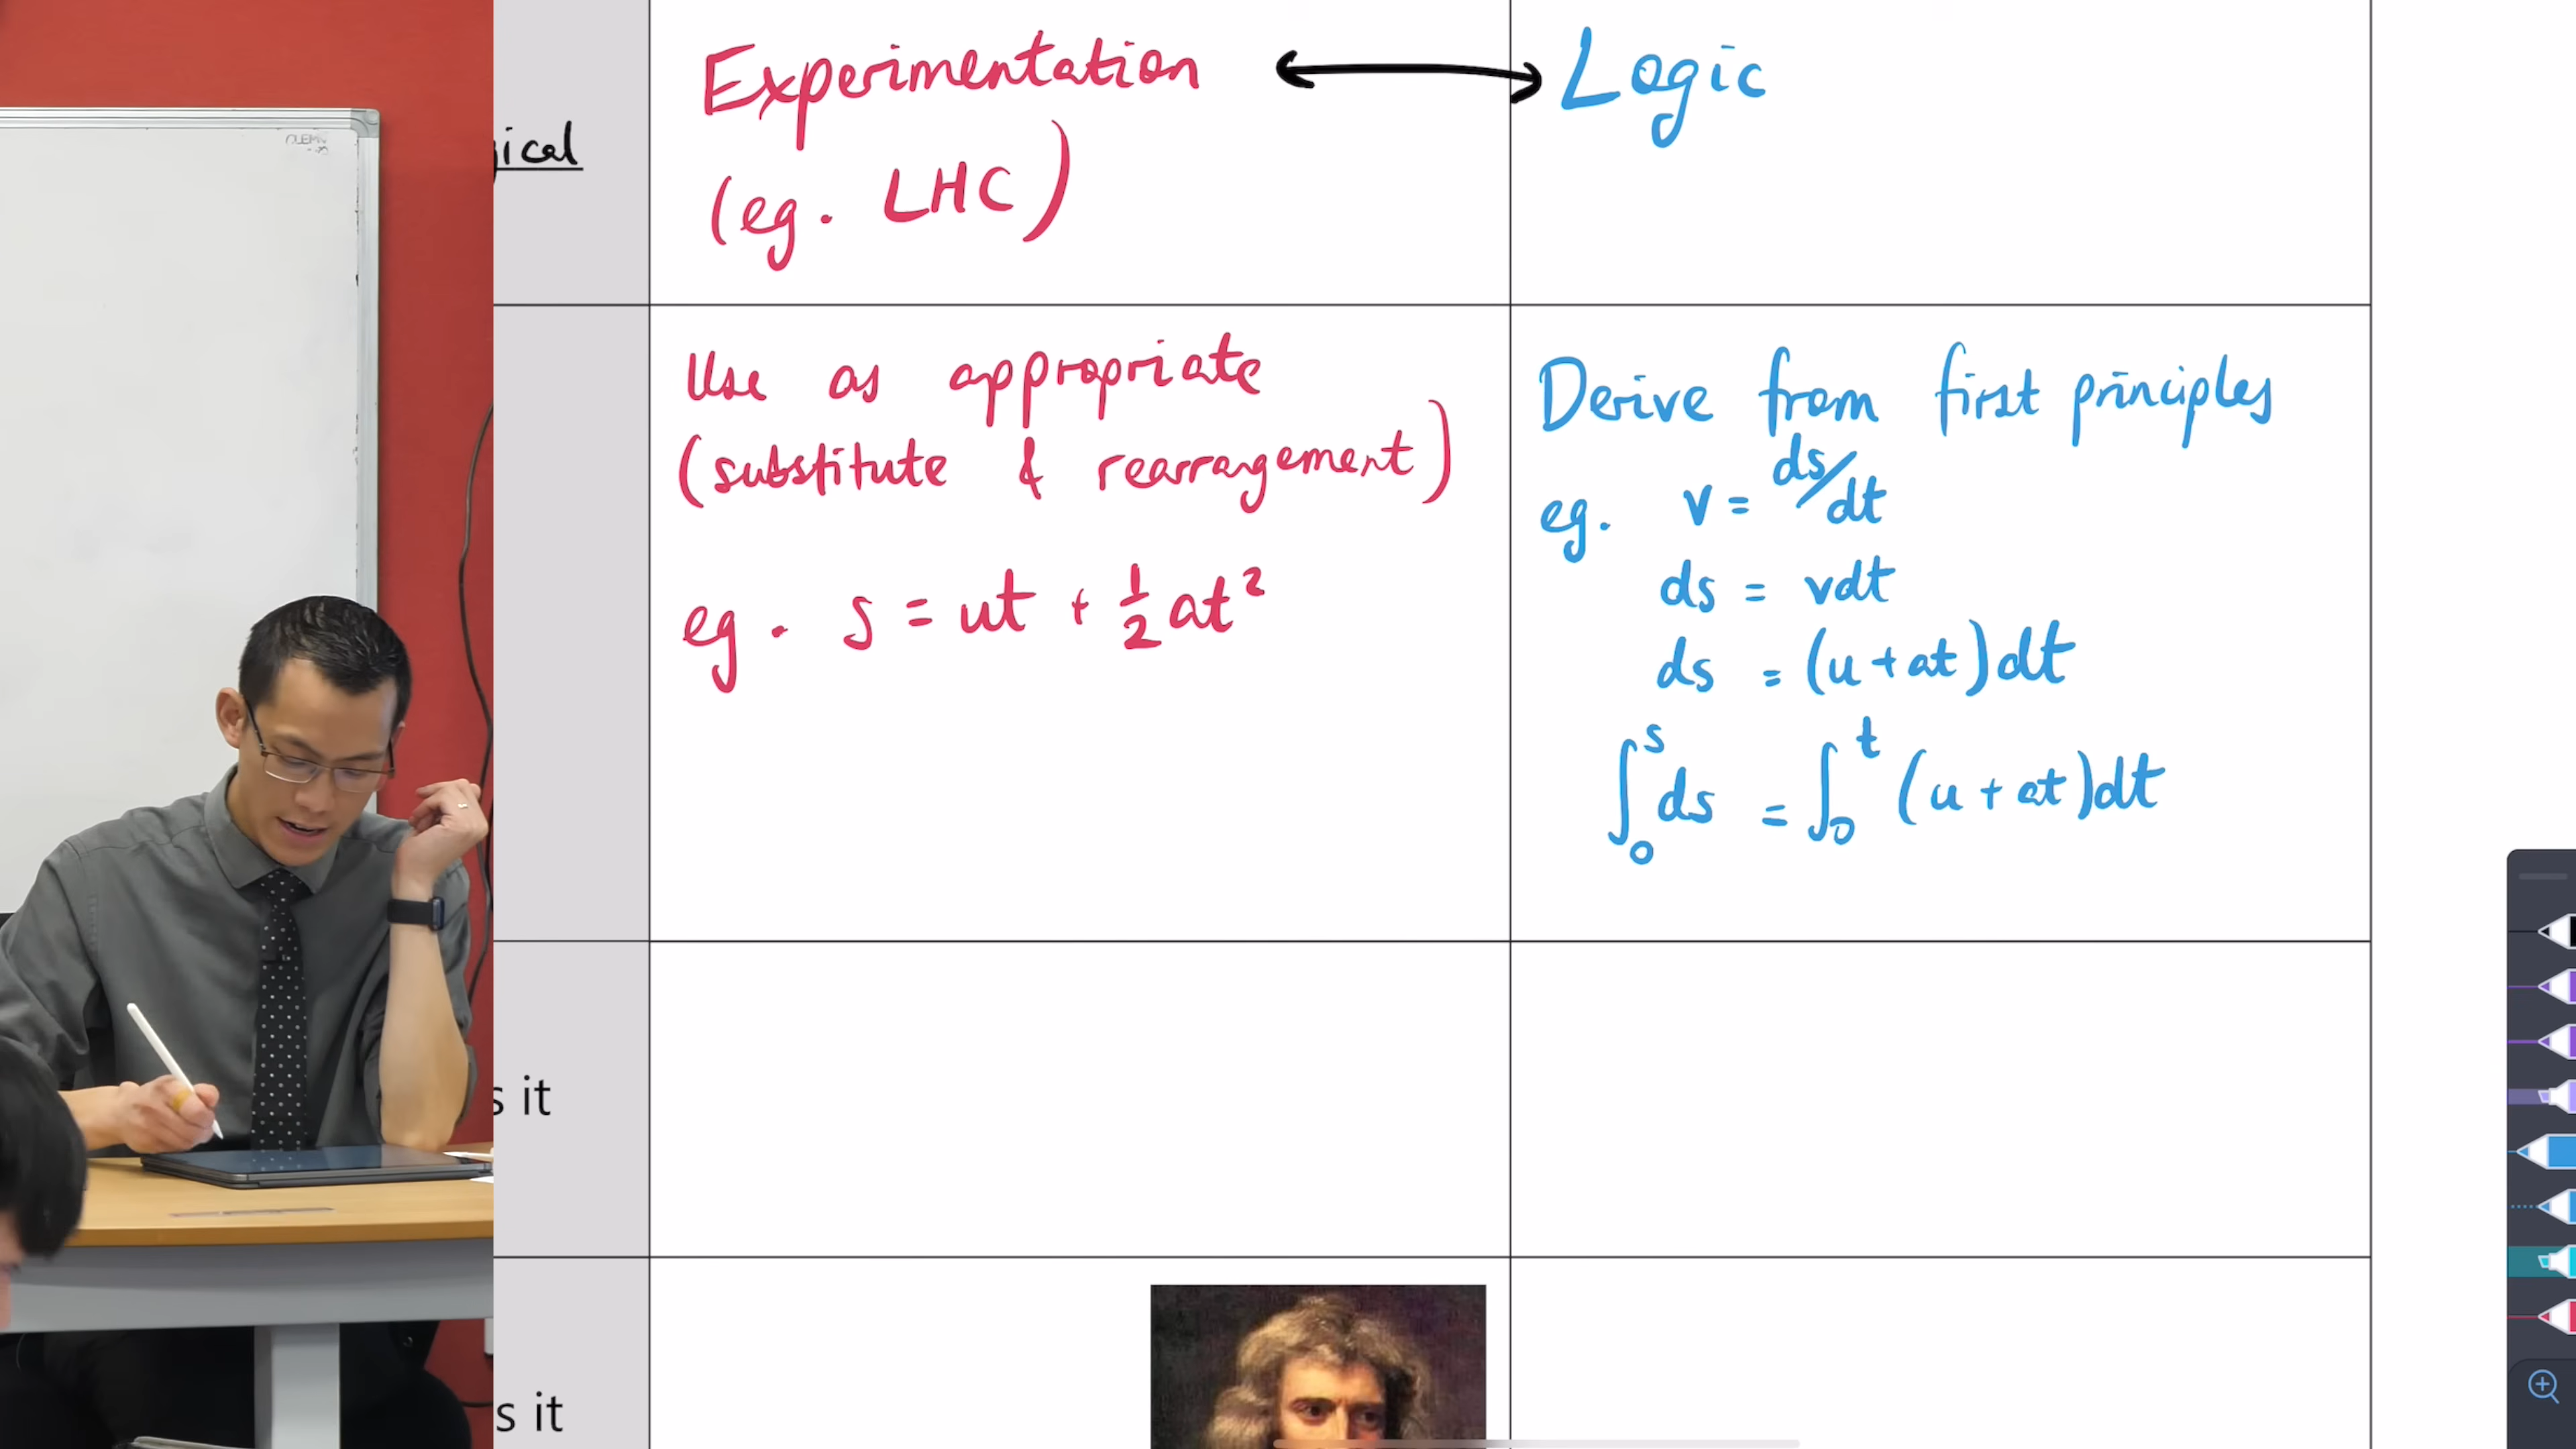 ical
Experimentation ⟷ Logic
(eg. LHC)
Use as appropriate
(substitute & rearrangement)
eg. s = ut + ½at²
Derive from first principles
eg. v = ds/dt
ds = vdt
ds = (u + at)dt
∫₀ˢ ds = ∫₀ᵗ (u + at)dt
s it
s it